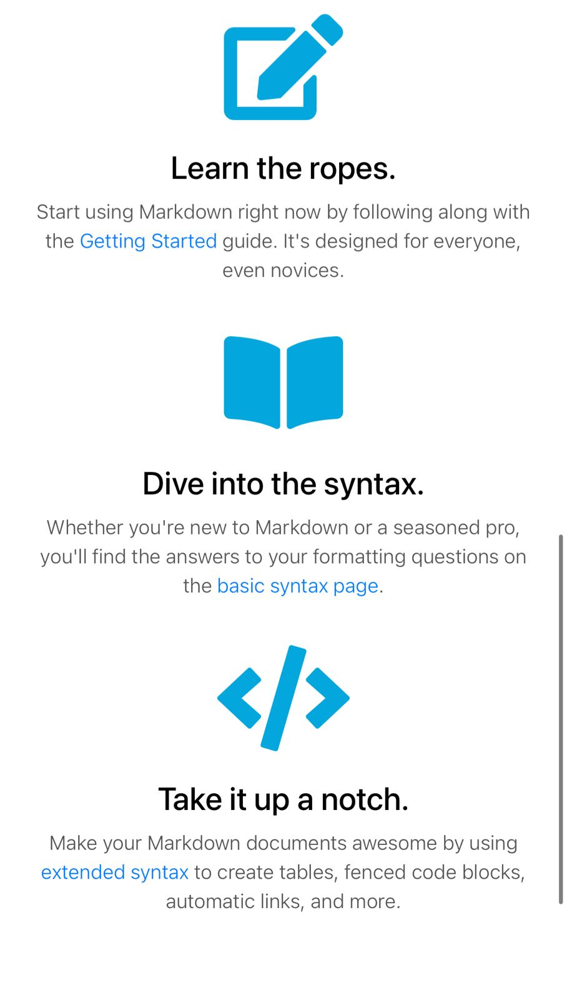 Learn the ropes.
Start using Markdown right now by following along with
the Getting Started guide. It's designed for everyone,
even novices.
Dive into the syntax.
Whether you're new to Markdown or a seasoned pro,
you'll find the answers to your formatting questions on
the basic syntax page.
Take it up a notch.
Make your Markdown documents awesome by using
extended syntax to create tables, fenced code blocks,
automatic links, and more.